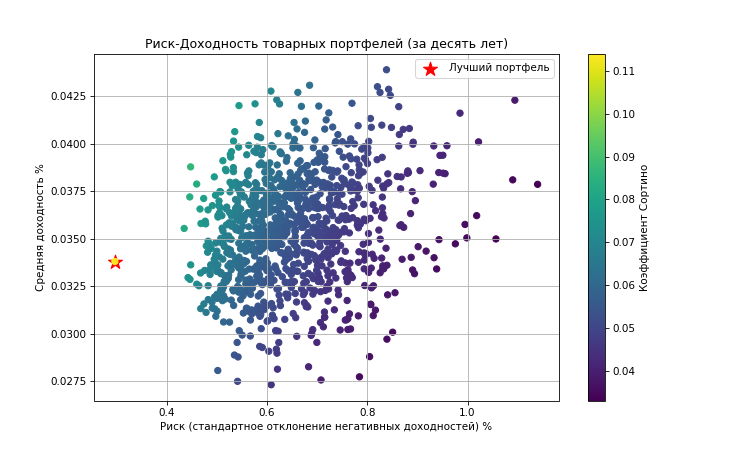 Риск-Доходность товарных портфелей (за десять лет)
Лучший портфель
0.0425
0.0400
0.0375
0.0350
0.0325
0.0300
0.0275
Средняя доходность %
0.4 0.6 0.8 1.0
Риск (стандартное отклонение негативных доходностей) %
0.11
0.10
0.09
0.08
0.07
0.06
0.05
0.04
Коэффициент Сортино